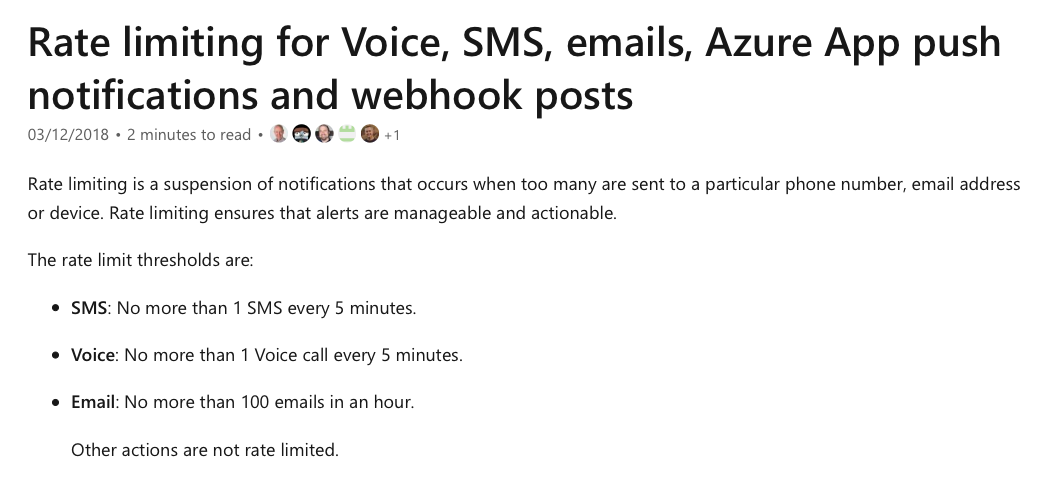 Rate limiting for Voice, SMS, emails, Azure App push
notifications and webhook posts
03/12/2018 • 2 minutes to read • +1
Rate limiting is a suspension of notifications that occurs when too many are sent to a particular phone number, email address
or device. Rate limiting ensures that alerts are manageable and actionable.
The rate limit thresholds are:
• SMS: No more than 1 SMS every 5 minutes.
• Voice: No more than 1 Voice call every 5 minutes.
• Email: No more than 100 emails in an hour.
Other actions are not rate limited.